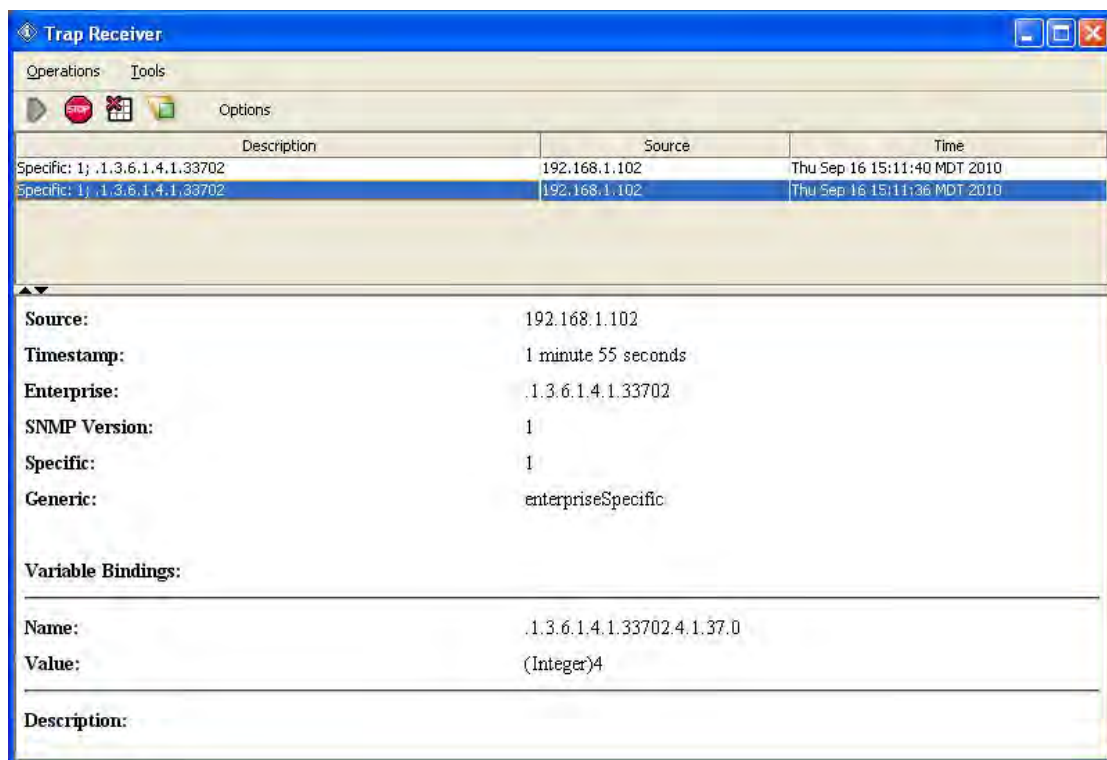 Trap Receiver
Operations Tools
STOP Options
Description Source Time
Specific: 1; .1.3.6.1.4.1.33702 192.168.1.102 Thu Sep 16 15:11:40 MDT 2010
Specific: 1; .1.3.6.1.4.1.33702 192.168.1.102 Thu Sep 16 15:11:36 MDT 2010
Source: 192.168.1.102
Timestamp: 1 minute 55 seconds
Enterprise: .1.3.6.1.4.1.33702
SNMP Version: 1
Specific: 1
Generic: enterpriseSpecific
Variable Bindings:
Name: .1.3.6.1.4.1.33702.4.1.37.0
Value: (Integer)4
Description: